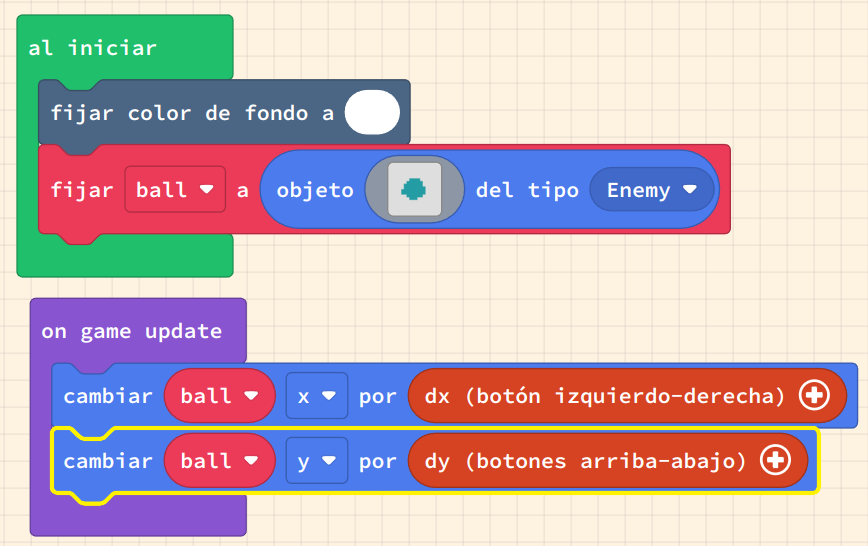 al iniciar
fijar color de fondo a
fijar ball a objeto del tipo Enemy
on game update
cambiar ball x por dx (botón izquierdo-derecha)
cambiar ball y por dy (botones arriba-abajo)